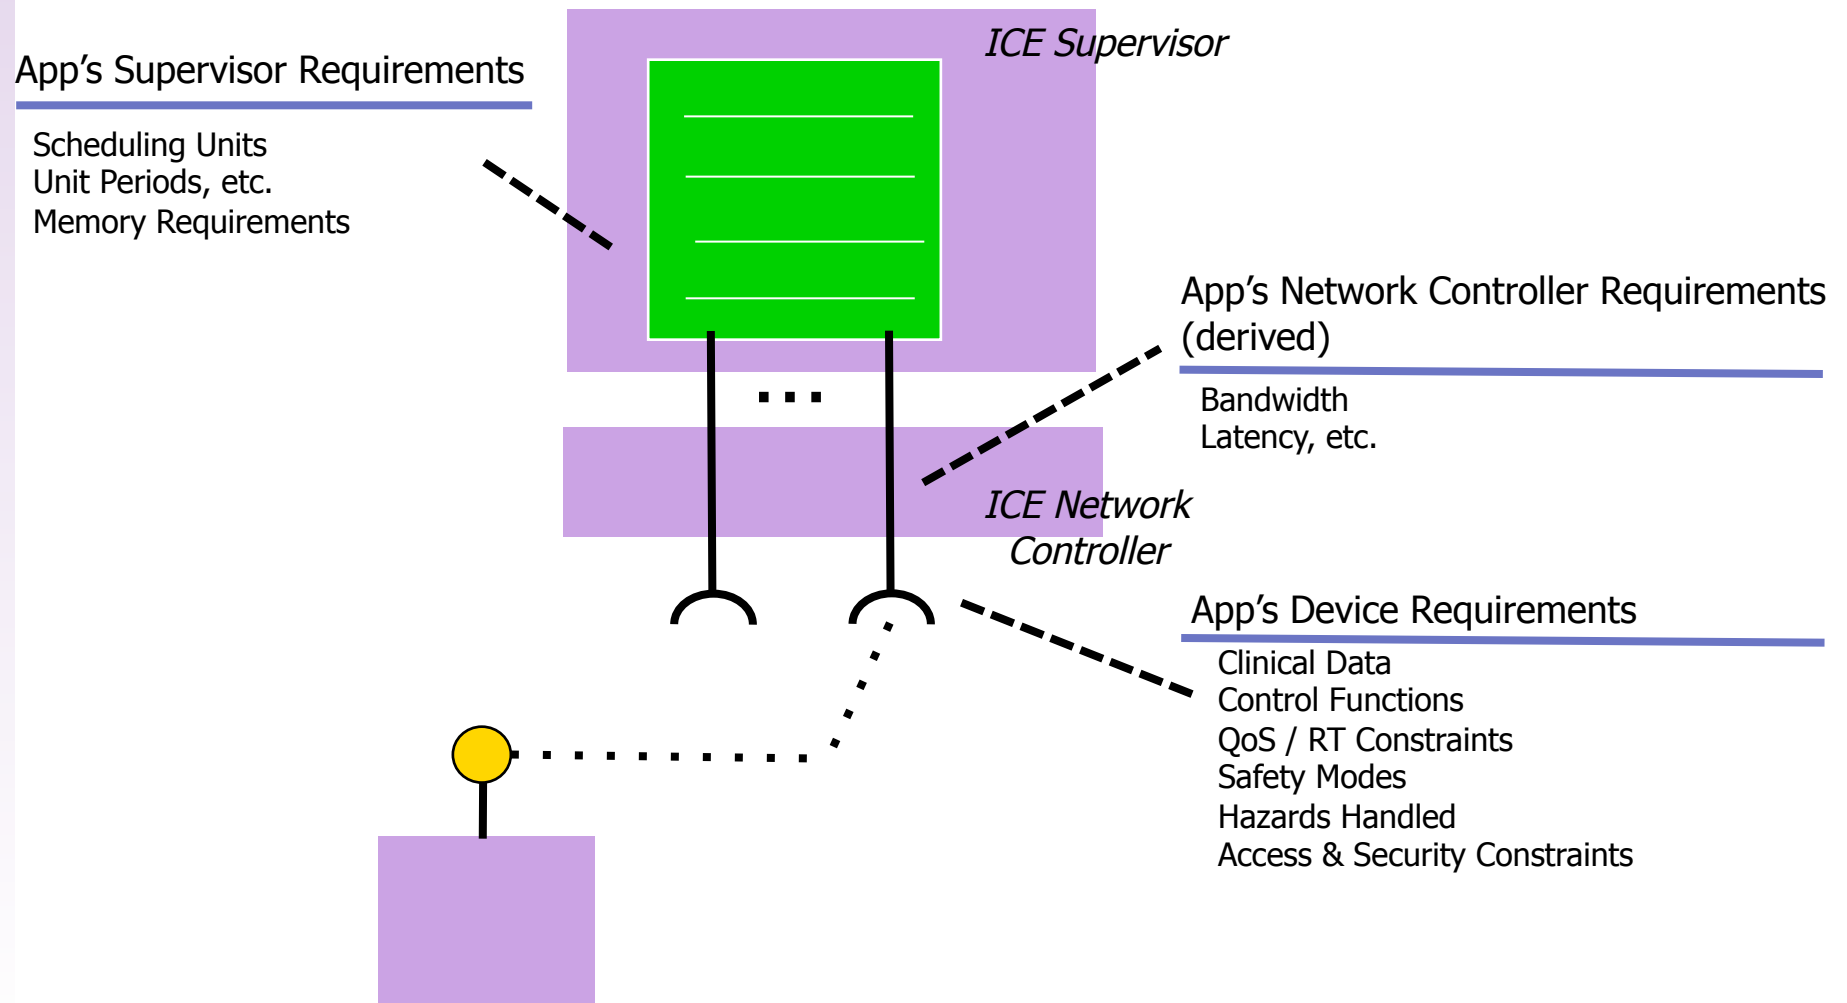 ICE Supervisor
App’s Supervisor Requirements
Scheduling Units
Unit Periods, etc.
Memory Requirements
App’s Network Controller Requirements
(derived)
Bandwidth
Latency, etc.
ICE Network
Controller
App’s Device Requirements
Clinical Data
Control Functions
QoS / RT Constraints
Safety Modes
Hazards Handled
Access & Security Constraints